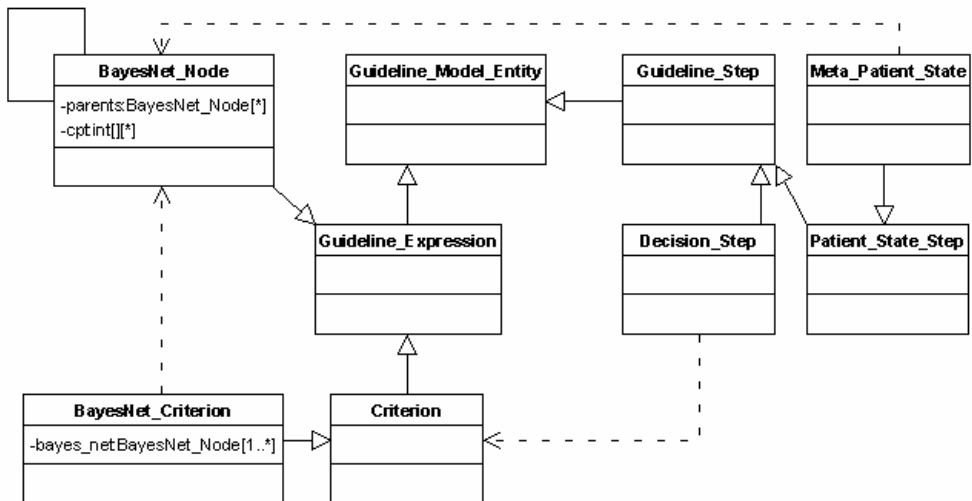 BayesNet_Node
-parents:BayesNet_Node[*]
-cptint[][*]
Guideline_Model_Entity
Guideline_Step
Meta_Patient_State
Guideline_Expression
Decision_Step
Patient_State_Step
BayesNet_Criterion
-bayes_netBayesNet_Node[1..*]
Criterion